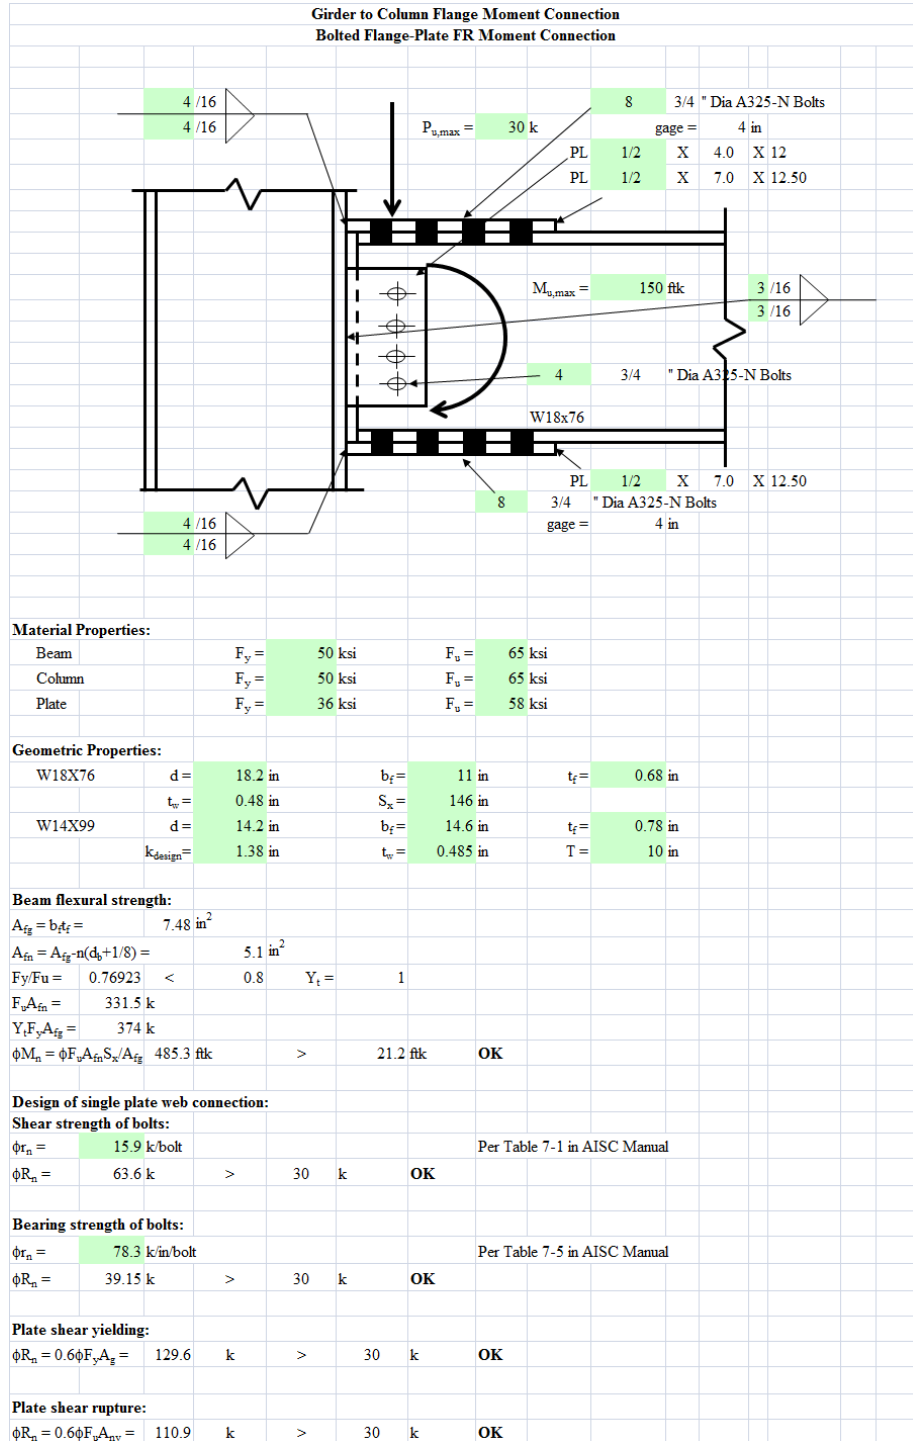 Girder to Column Flange Moment Connection
Bolted Flange-Plate FR Moment Connection
4 /16 8 3/4 " Dia A325-N Bolts
4 /16 Pu,max = 30 k gage = 4 in
PL 1/2 X 4.0 X 12
PL 1/2 X 7.0 X 12.50
Mu,max = 150 ftk 3 /16
3 /16
4 3/4 " Dia A325-N Bolts
W18x76
PL 1/2 X 7.0 X 12.50
8 3/4 " Dia A325-N Bolts
4 /16 gage = 4 in
4 /16
Material Properties:
Beam Fy = 50 ksi Fu = 65 ksi
Column Fy = 50 ksi Fu = 65 ksi
Plate Fy = 36 ksi Fu = 58 ksi
Geometric Properties:
W18X76 d = 18.2 in bf = 11 in tf = 0.68 in
tw = 0.48 in Sx = 146 in
W14X99 d = 14.2 in bf = 14.6 in tf = 0.78 in
kdesign = 1.38 in tw = 0.485 in T = 10 in
Beam flexural strength:
Afg = bftf = 7.48 in²
Afn = Afg-n(db+1/8) = 5.1 in²
Fy/Fu = 0.76923 < 0.8 Yt = 1
FuAfn = 331.5 k
YtFyAfg = 374 k
ϕMn = ϕFuAfnSx/Afg 485.3 ftk > 21.2 ftk OK
Design of single plate web connection:
Shear strength of bolts:
ϕrn = 15.9 k/bolt Per Table 7-1 in AISC Manual
ϕRn = 63.6 k > 30 k OK
Bearing strength of bolts:
ϕrn = 78.3 k/in/bolt Per Table 7-5 in AISC Manual
ϕRn = 39.15 k > 30 k OK
Plate shear yielding:
ϕRn = 0.6ϕFyAg = 129.6 k > 30 k OK
Plate shear rupture:
ϕRn = 0.6ϕFuAnv = 110.9 k > 30 k OK